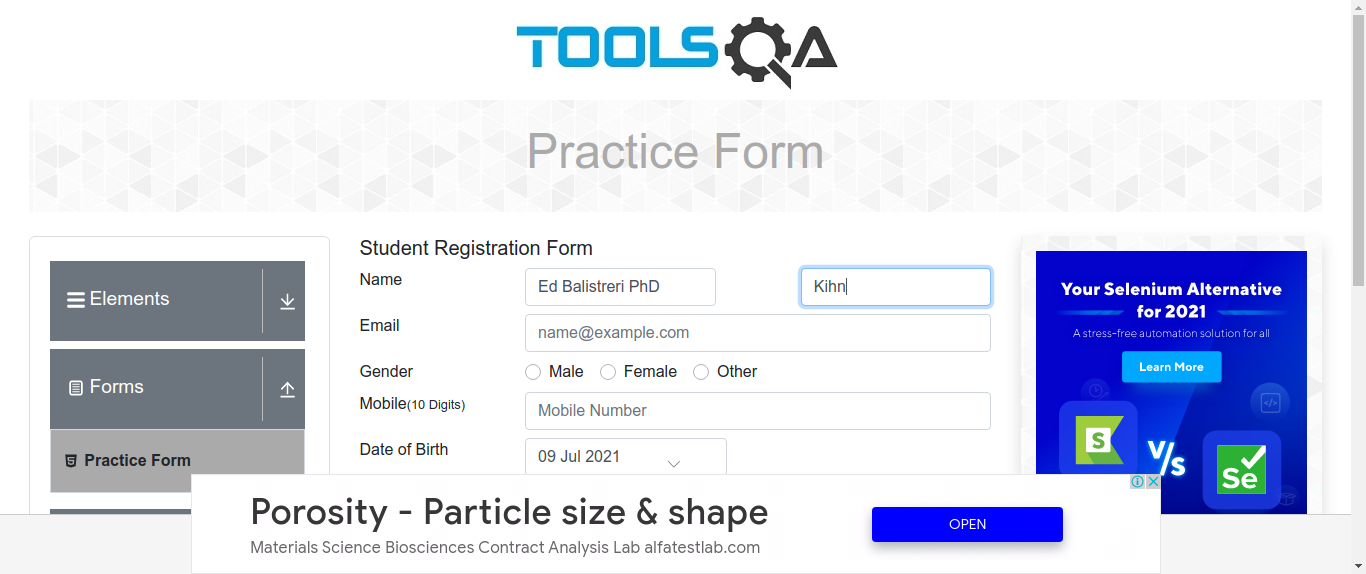 TOOLSQA
Practice Form
Elements
Forms
Practice Form
Student Registration Form
Name
Ed Balistreri PhD
Kihn
Email
name@example.com
Gender
Male
Female
Other
Mobile(10 Digits)
Mobile Number
Date of Birth
09 Jul 2021
Your Selenium Alternative
for 2021
A stress-free automation solution for all
Learn More
S
V/s
Se
Porosity - Particle size & shape
Materials Science Biosciences Contract Analysis Lab alfatestlab.com
OPEN